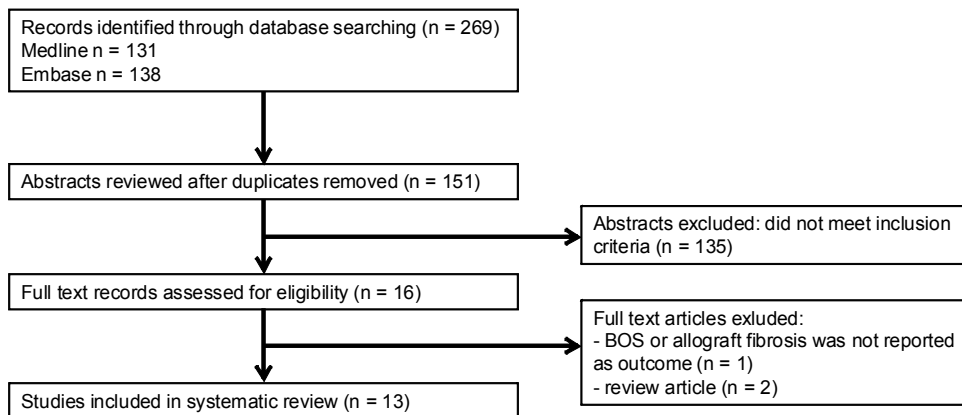 Records identified through database searching (n = 269)
Medline n = 131
Embase n = 138
Abstracts reviewed after duplicates removed (n = 151)
Abstracts excluded: did not meet inclusion
criteria (n = 135)
Full text records assessed for eligibility (n = 16)
Full text articles exluded:
- BOS or allograft fibrosis was not reported
as outcome (n = 1)
- review article (n = 2)
Studies included in systematic review (n = 13)